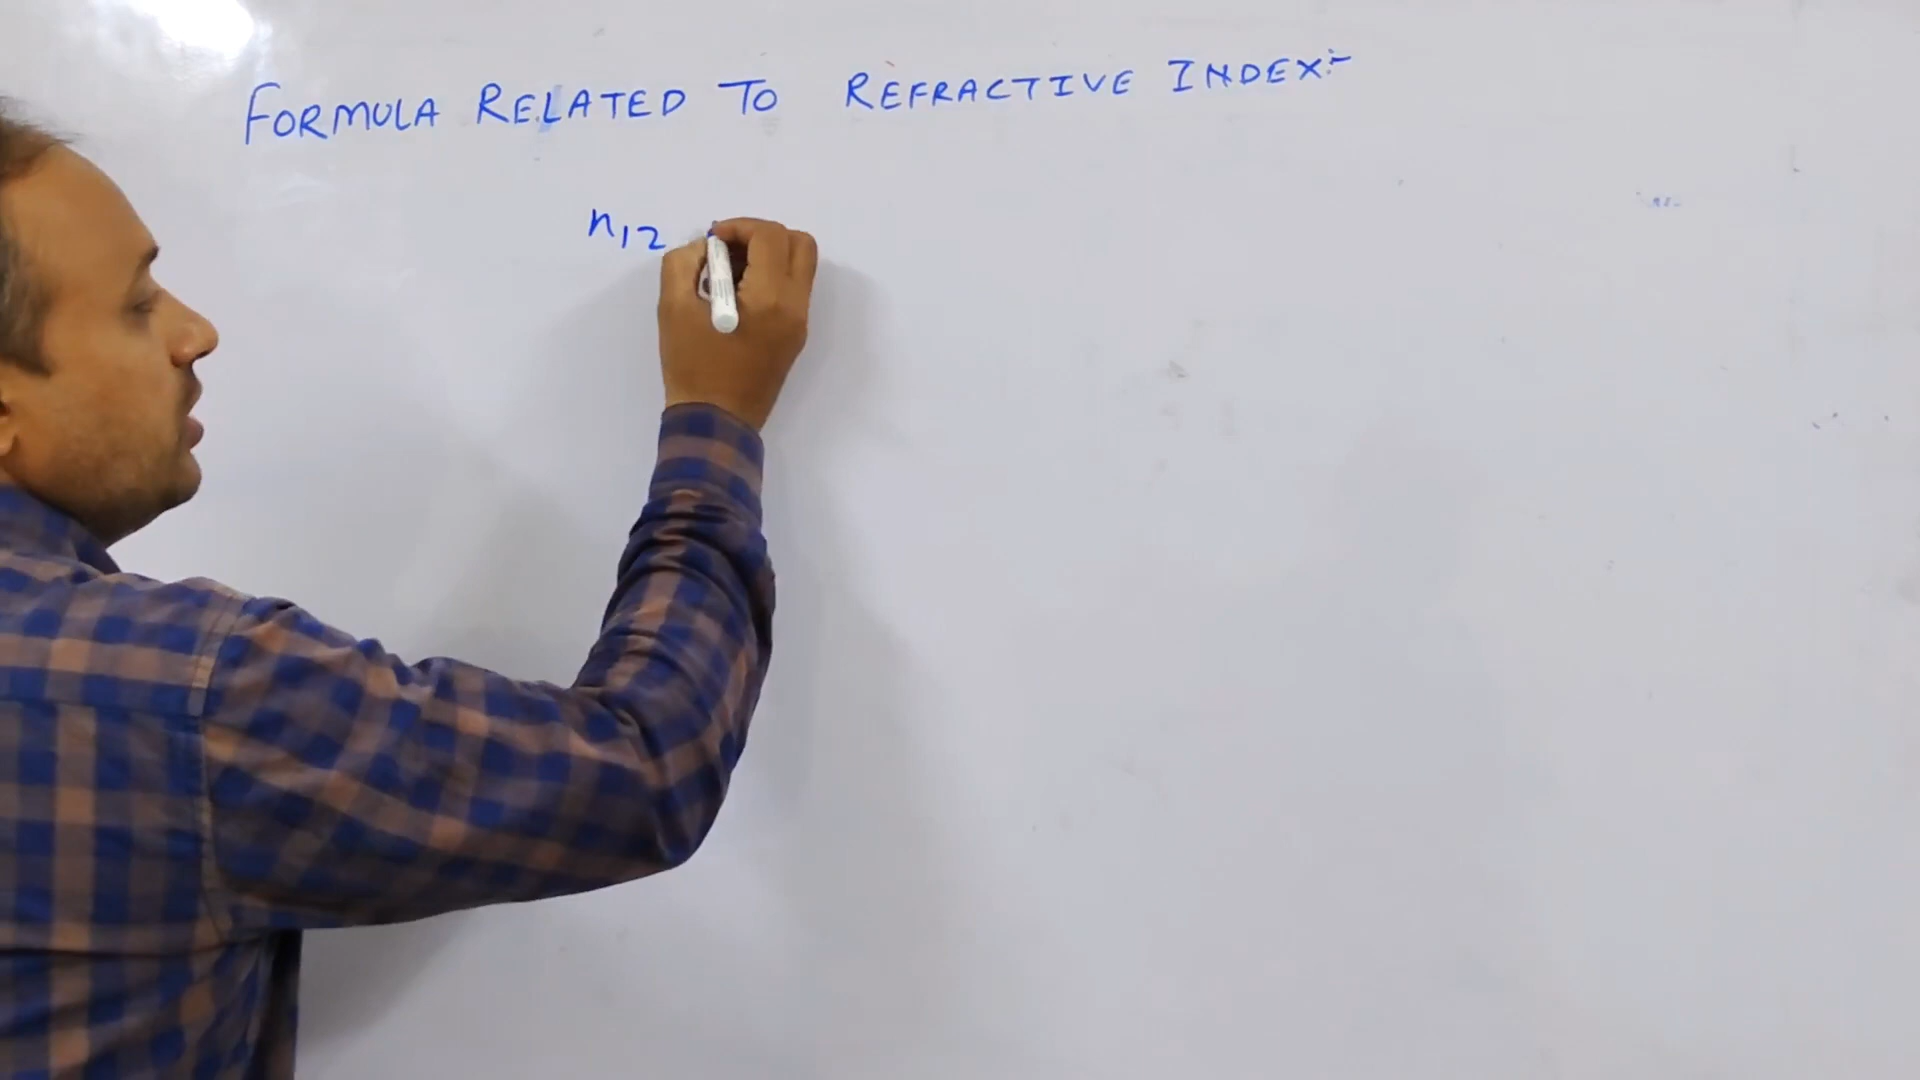 FORMULA RELATED TO REFRACTIVE INDEX:-
n12